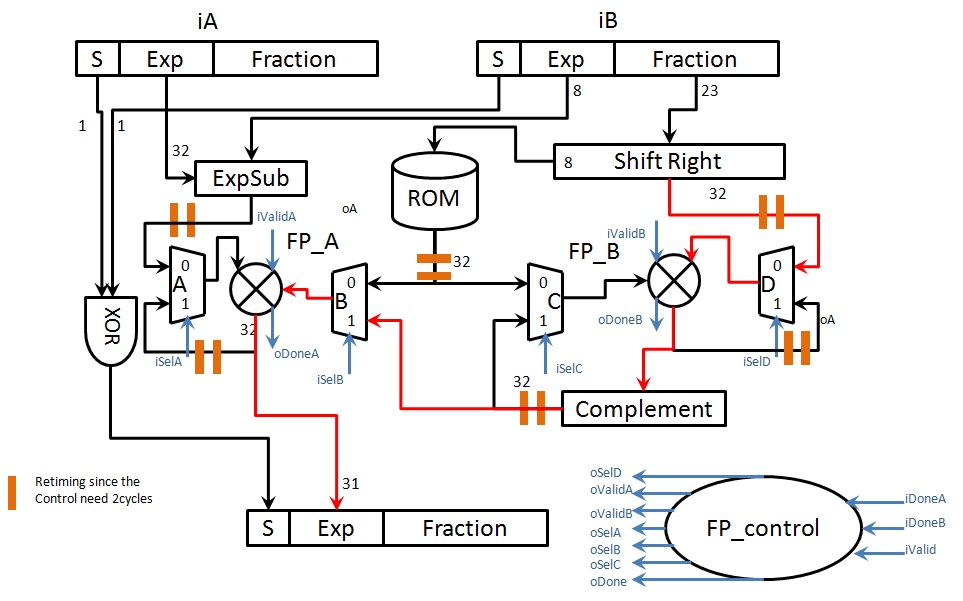 iA
iB
S Exp Fraction
S Exp Fraction
8
23
1
1
32
8
Shift Right
ExpSub
ROM
32
oA
iValidA
FP_A
iValidB
FP_B
32
0
A
1
0
B
1
0
C
1
0
D
1
XOR
32
oDoneA
oDoneB
oA
iSelA
iSelB
iSelC
iSelD
32
Complement
Retiming since the
Control need 2cycles
31
S Exp Fraction
oSelD
oValidA
oValidB
oSelA
oSelB
oSelC
oDone
FP_control
iDoneA
iDoneB
iValid